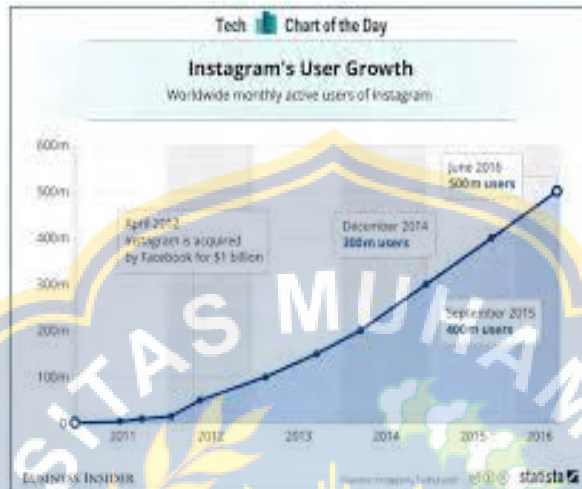 Tech Chart of the Day
Instagram's User Growth
Worldwide monthly active users of Instagram
600m
500m
400m
300m
200m
100m
0
June 2016
500m users
April 2012
Instagram is acquired
by Facebook for $1 billion
December 2014
300m users
September 2015
400m users
2011 2012 2013 2014 2015 2016
SITAS MUHAM
BUSINESS INSIDER
statista